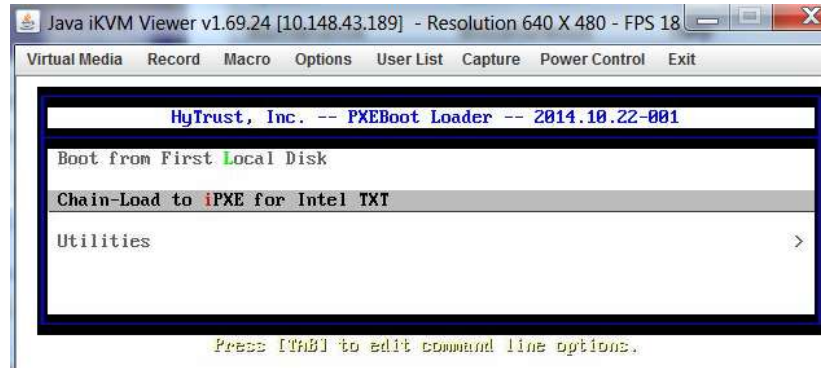 Java iKVM Viewer v1.69.24 [10.148.43.189] - Resolution 640 X 480 - FPS 18
Virtual Media Record Macro Options User List Capture Power Control Exit
HyTrust, Inc. -- PXEBoot Loader -- 2014.10.22-001
Boot from First Local Disk
Chain-Load to iPXE for Intel TXT
Utilities >
Press [TAB] to edit command line options.